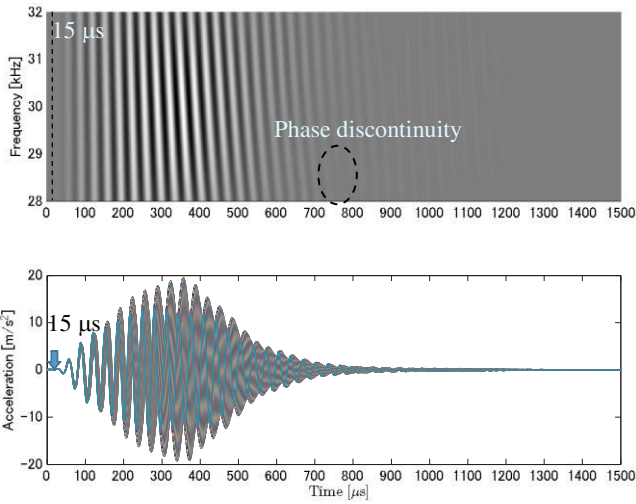 32
31
30
29
28
Frequency [kHz]
15 μs
Phase discontinuity
0 100 200 300 400 500 600 700 800 900 1000 1100 1200 1300 1400 1500
20
10
0
-10
-20
Acceleration [m/s²]
15 μs
0 100 200 300 400 500 600 700 800 900 1000 1100 1200 1300 1400 1500
Time [μs]